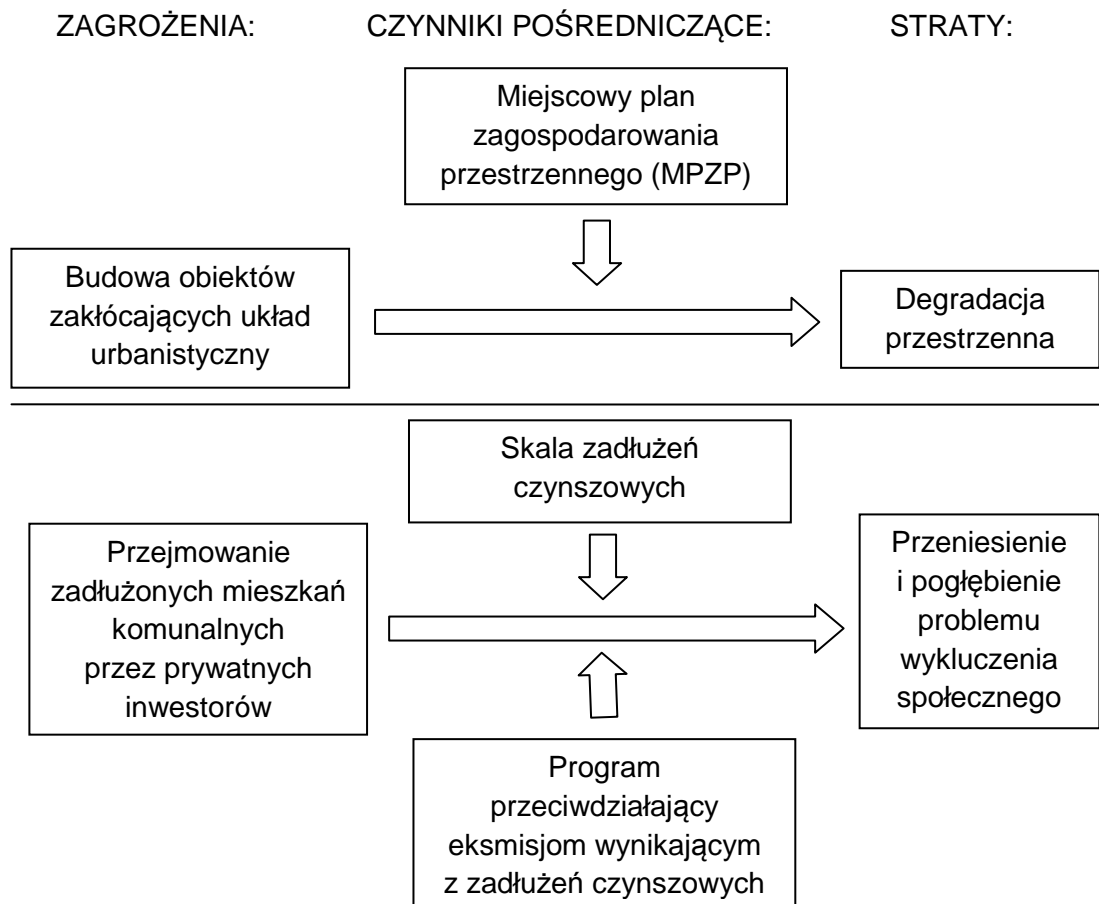 ZAGROŻENIA: CZYNNIKI POŚREDNICZĄCE: STRATY:
Miejscowy plan
zagospodarowania
przestrzennego (MPZP)
Budowa obiektów
zakłócających układ
urbanistyczny
Degradacja
przestrzenna
Skala zadłużeń
czynszowych
Przejmowanie
zadłużonych mieszkań
komunalnych
przez prywatnych
inwestorów
Przeniesienie
i pogłębienie
problemu
wykluczenia
społecznego
Program
przeciwdziałający
eksmisjom wynikającym
z zadłużeń czynszowych